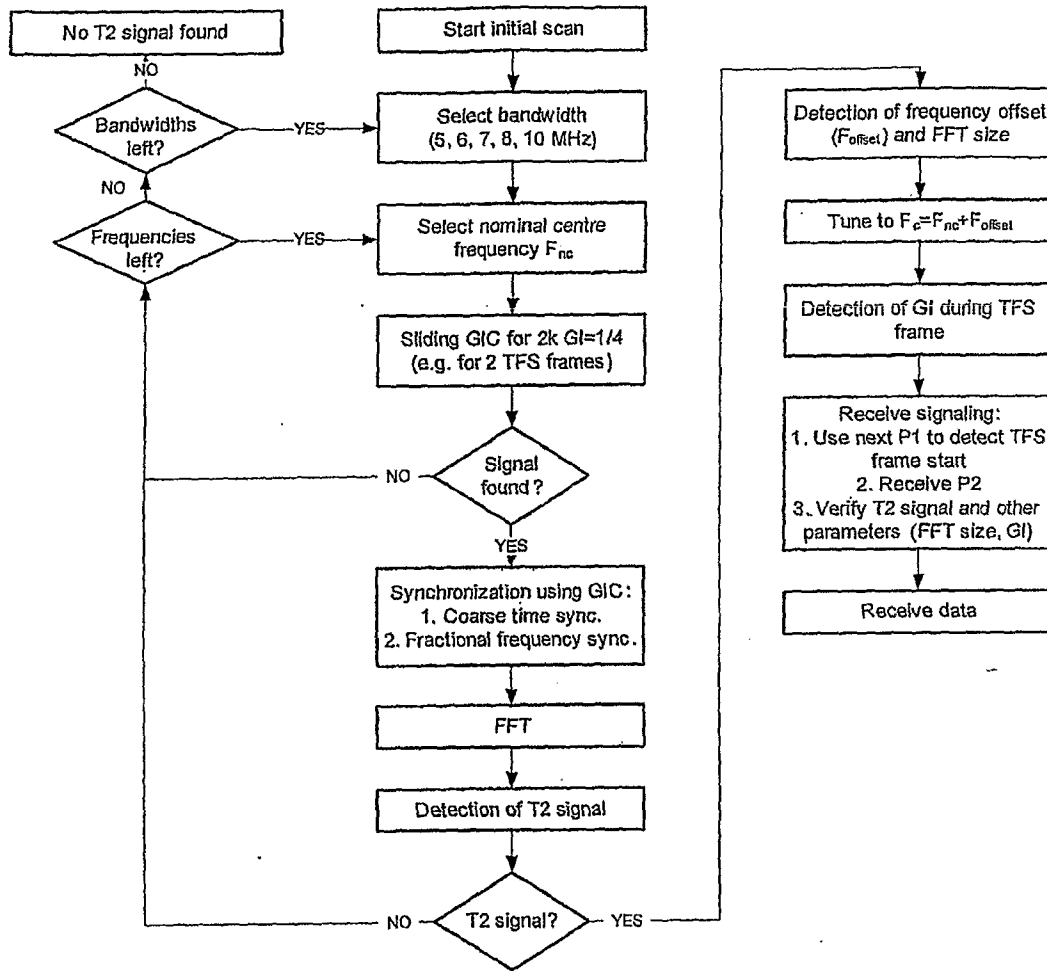 No T2 signal found
NO
Bandwidths
left?
YES
NO
Frequencies
left?
YES
Start initial scan
Select bandwidth
(5, 6, 7, 8, 10 MHz)
Select nominal centre
frequency Fnc
Sliding GIC for 2k GI=1/4
(e.g. for 2 TFS frames)
Signal
found?
NO
YES
Synchronization using GIC:
1. Coarse time sync.
2. Fractional frequency sync.
FFT
Detection of T2 signal
T2 signal?
NO
YES
Detection of frequency offset
(Foffset) and FFT size
Tune to Fc=Fnc+Foffset
Detection of GI during TFS
frame
Receive signaling:
1. Use next P1 to detect TFS
frame start
2. Receive P2
3. Verify T2 signal and other
parameters (FFT size, GI)
Receive data